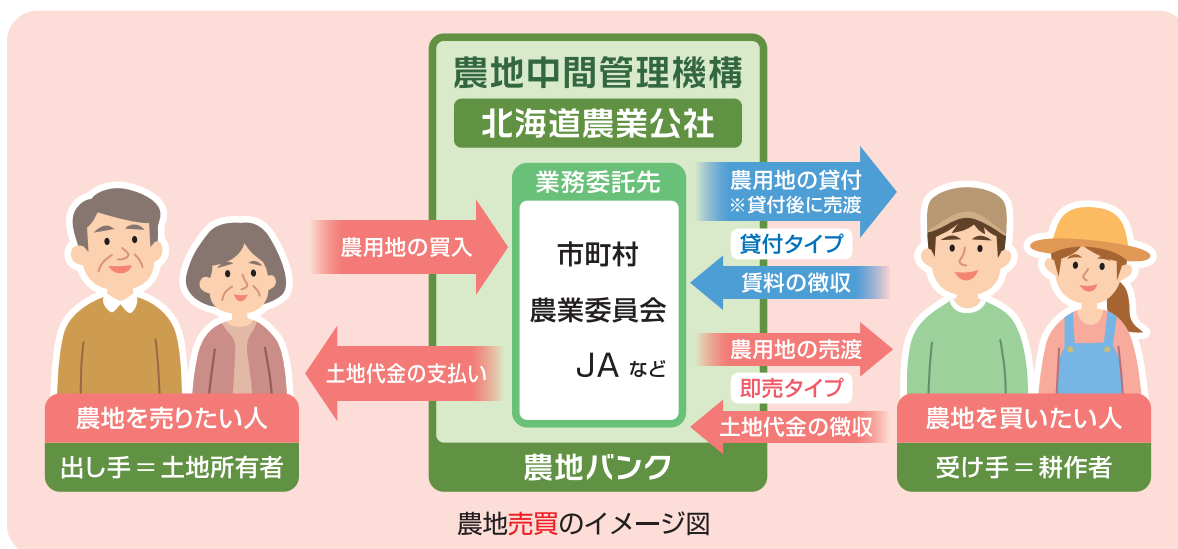 農地中間管理機構
北海道農業公社
業務委託先
市町村
農業委員会
JA など
農地バンク
農用地の買入
土地代金の支払い
農地を売りたい人
出し手＝土地所有者
農用地の貸付
※貸付後に売渡
貸付タイプ
賃料の徴収
農用地の売渡
即売タイプ
土地代金の徴収
農地を買いたい人
受け手＝耕作者
農地売買のイメージ図